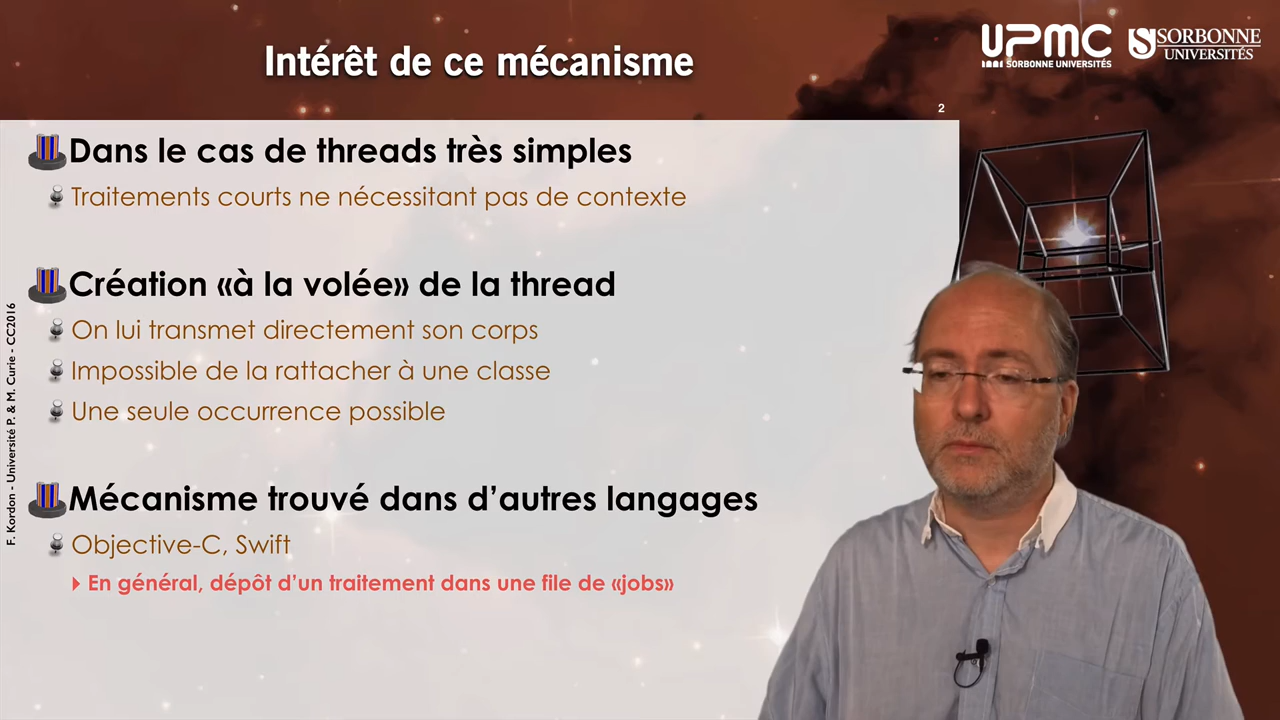 Intérêt de ce mécanisme
UPMC
SORBONNE UNIVERSITÉS
SORBONNE
UNIVERSITÉS
2
Dans le cas de threads très simples
Traitements courts ne nécessitant pas de contexte
Création «à la volée» de la thread
On lui transmet directement son corps
Impossible de la rattacher à une classe
Une seule occurrence possible
Mécanisme trouvé dans d’autres langages
Objective-C, Swift
En général, dépôt d’un traitement dans une file de «jobs»
F. Kordon - Université P. & M. Curie - CC2016